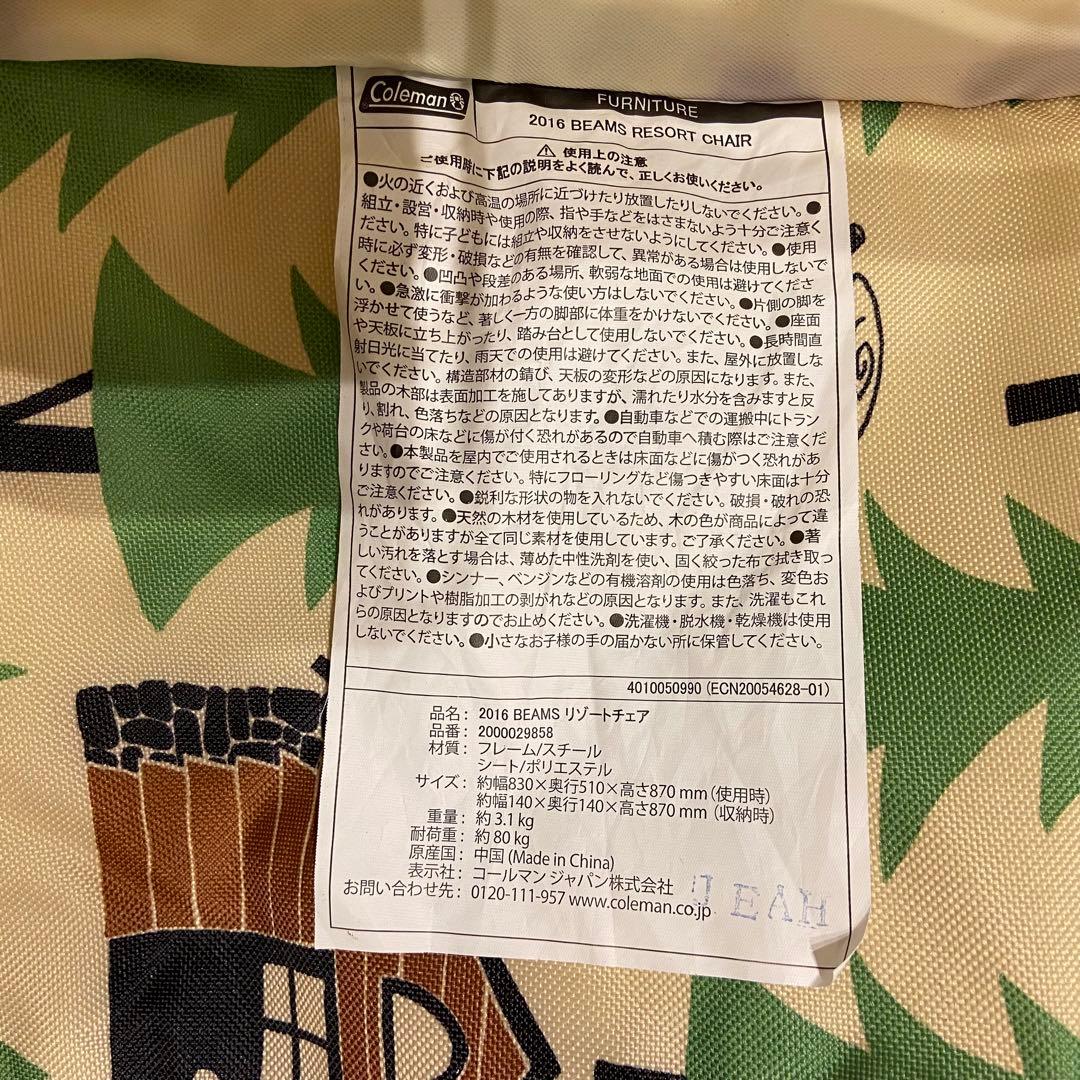 Coleman
FURNITURE
2016 BEAMS RESORT CHAIR
⚠ 使用上の注意
ご使用時に下記の説明をよく読んで、正しくお使いください。
●火の近くおよび高温の場所に近づけたり放置したりしないでください。●
組立・設営・収納時や使用の際、指や手などをはさまないよう十分ご注意く
ださい。特に子どもには組立や収納をさせないようにしてください。●使用
時に必ず変形・破損などの有無を確認して、異常がある場合は使用しないで
ください。●凹凸や段差のある場所、軟弱な地面での使用は避けてくださ
い。●急激に衝撃が加わるような使い方はしないでください。●片側の脚を
浮かせて使うなど、著しく一方の脚部に体重をかけないでください。●座面
や天板に立ち上がったり、踏み台として使用しないでください。●長時間直
射日光に当てたり、雨天での使用は避けてください。また、屋外に放置しな
いでください。構造部材の錆び、天板の変形などの原因になります。また、
製品の木部は表面加工を施してありますが、濡れたり水分を含みますと反
り、割れ、色落ちなどの原因となります。●自動車などでの運搬中にトラン
クや荷台の床などに傷が付く恐れがあるので自動車へ積む際はご注意くだ
さい。●本製品を屋内でご使用されるときは床面などに傷がつく恐れがあ
りますのでご注意ください。特にフローリングなど傷つきやすい床面は十分
ご注意ください。●鋭利な形状の物を入れないでください。破損・破れの恐
れがあります。●天然の木材を使用しているため、木の色が商品によって違
うことがありますが全て同じ素材を使用しています。ご了承ください。●著
しい汚れを落とす場合は、薄めた中性洗剤を使い、固く絞った布で拭き取っ
てください。●シンナー、ベンジンなどの有機溶剤の使用は色落ち、変色お
よびプリントや樹脂加工の剥がれなどの原因となります。また、洗濯もこれ
らの原因となりますのでお止めください。●洗濯機・脱水機・乾燥機は使用
しないでください。●小さなお子様の手の届かない所に保管してください。
4010050990 (ECN20054628-01)
品名： 2016 BEAMS リゾートチェア
品番： 2000029858
材質： フレーム/スチール
シート/ポリエステル
サイズ： 約幅830×奥行510×高さ870 mm（使用時）
約幅140×奥行140×高さ870 mm（収納時）
重量： 約 3.1 kg
耐荷重： 約 80 kg
原産国： 中国 (Made in China)
表示社： コールマン ジャパン株式会社
お問い合わせ先： 0120-111-957 www.coleman.co.jp
J EAH